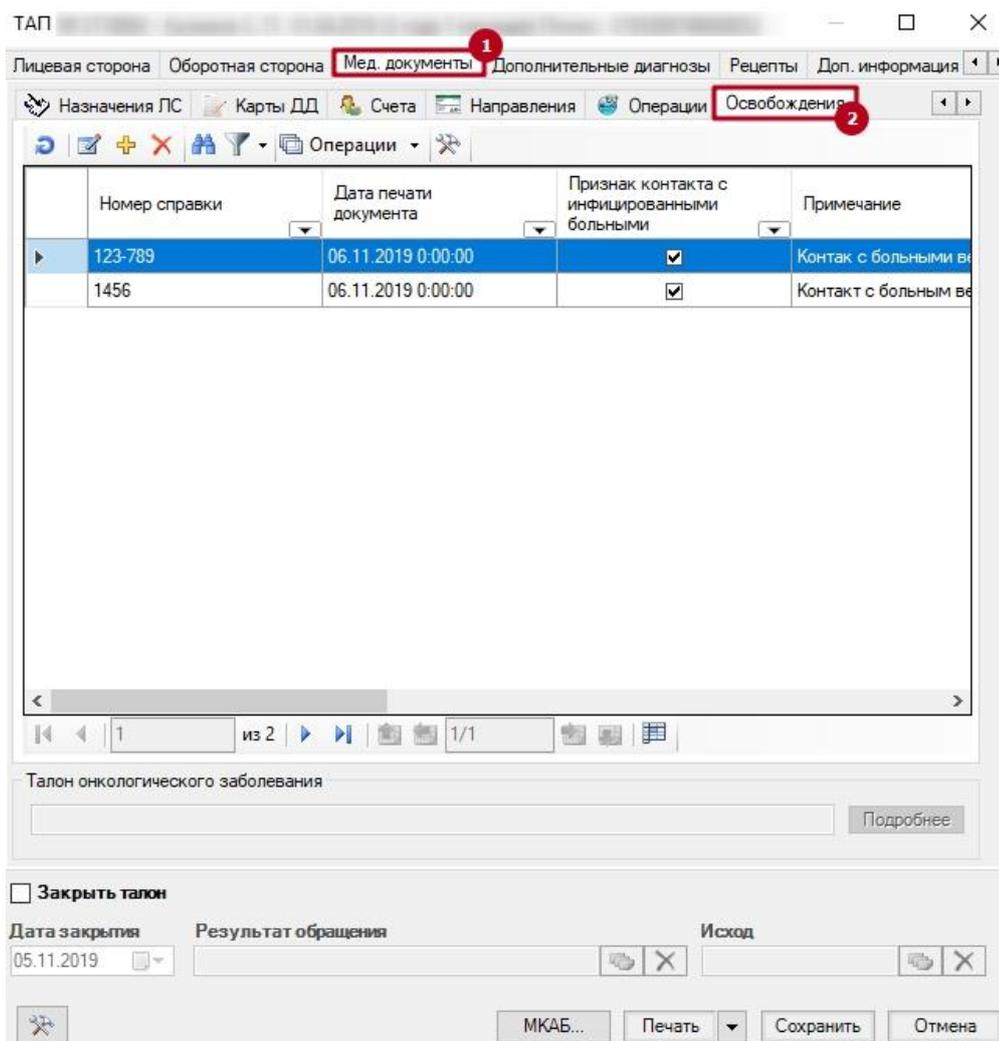 ТАП
1
Лицевая сторона Оборотная сторона Мед. документы Дополнительные диагнозы Рецепты Доп. информация
Назначения ЛС Карты ДД Счета Направления Операции Освобождения
2
Операции
Номер справки Дата печати документа Признак контакта с инфицированными больными Примечание
123-789 06.11.2019 0:00:00 Контак с больными ве
1456 06.11.2019 0:00:00 Контакт с больным ве
1 из 2 1/1
Талон онкологического заболевания
Подробнее
Закрыть талон
Дата закрытия Результат обращения Исход
05.11.2019
МКАБ... Печать Сохранить Отмена